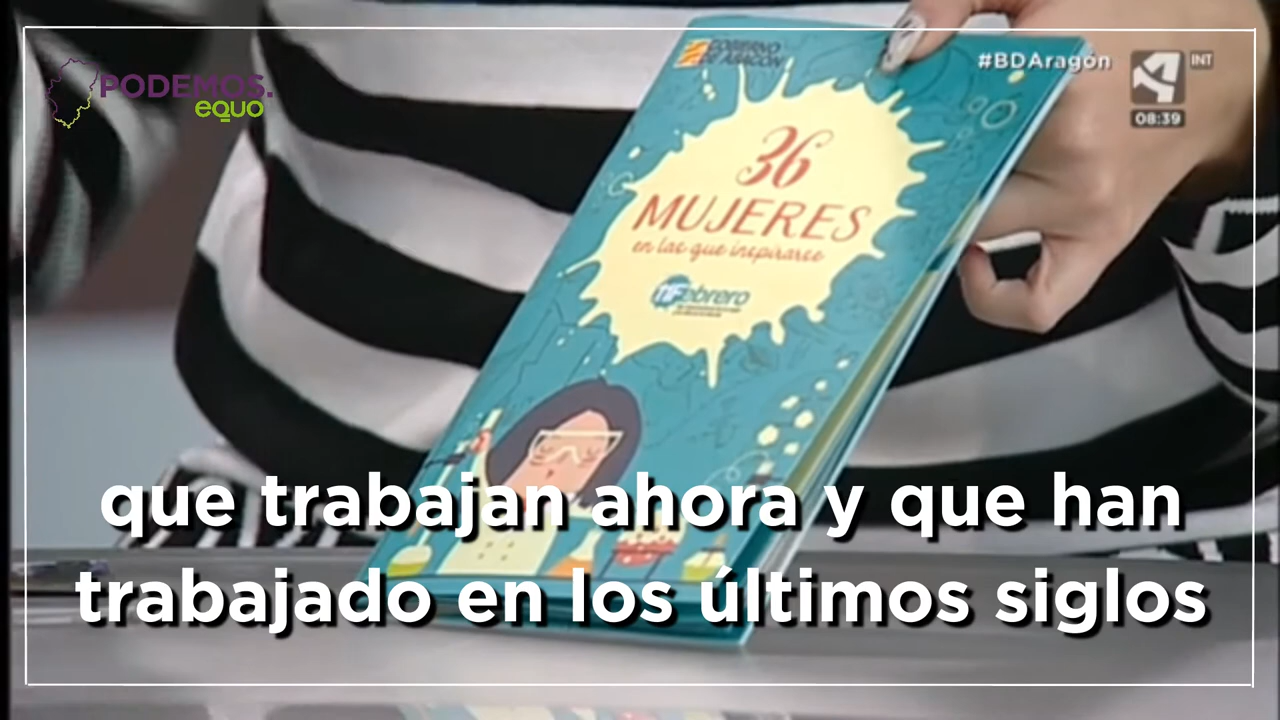 PODEMOS.
equo
#BDAragón
INT
08:39
GOBIERNO
DE ARAGON
36
MUJERES
en las que inspirarse
11Febrero
que trabajan ahora y que han
trabajado en los últimos siglos